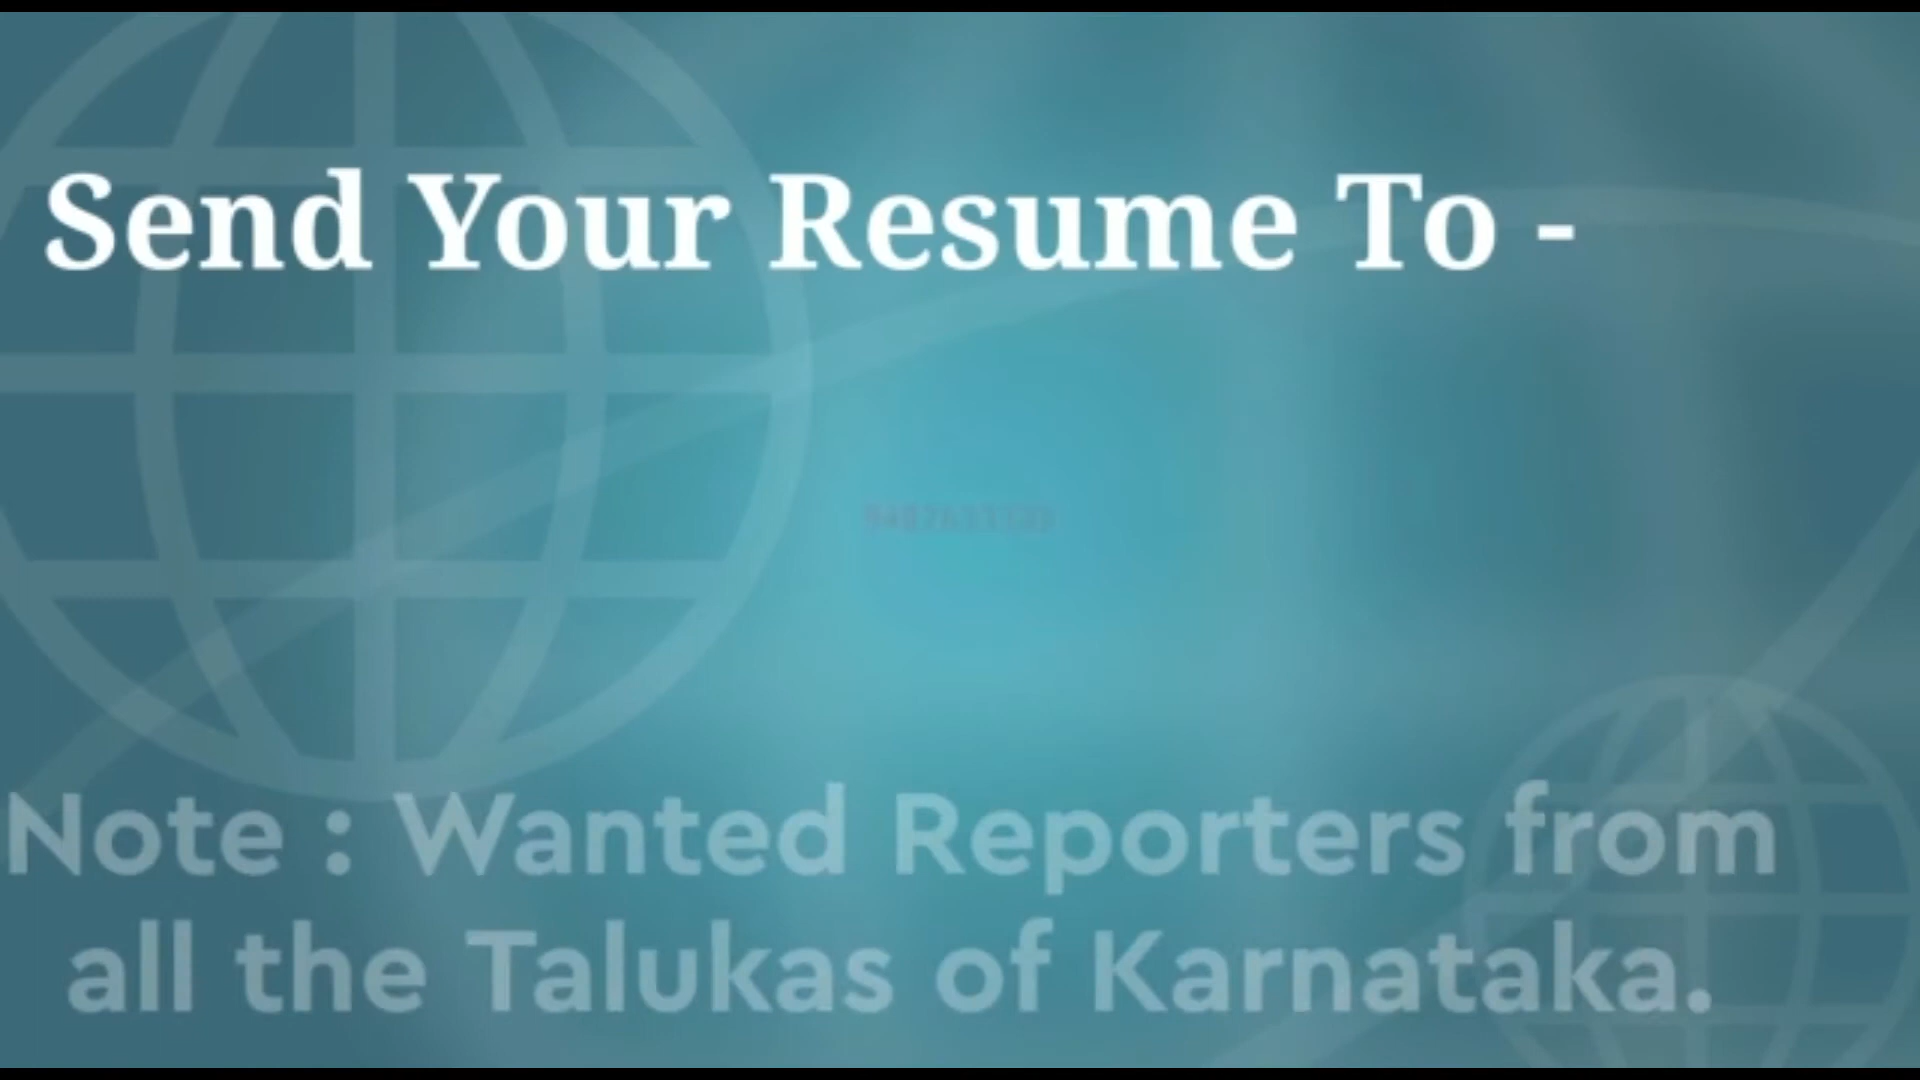 Send Your Resume To -
Note : Wanted Reporters from
all the Talukas of Karnataka.